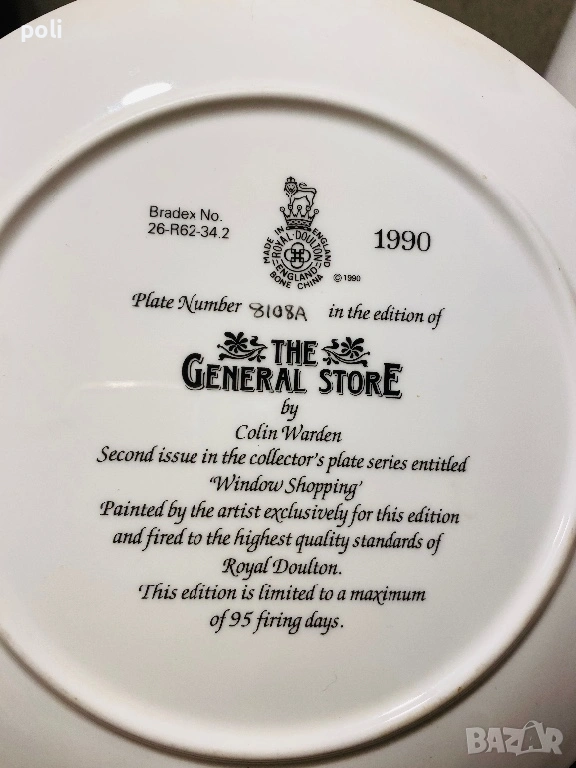 poli
Bradex No.
26-R62-34.2
MADE IN ENGLAND
ROYAL·DOULTON
ENGLAND
BONE CHINA
© 1990
1990
Plate Number 8108A in the edition of
THE
GENERAL STORE
by
Colin Warden
Second issue in the collector's plate series entitled
'Window Shopping'
Painted by the artist exclusively for this edition
and fired to the highest quality standards of
Royal Doulton.
This edition is limited to a maximum
of 95 firing days.
BAZAR